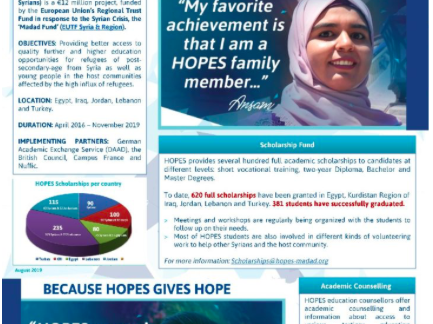 Syrians) is a €12 million project, funded
by the European Union's Regional Trust
Fund in response to the Syrian Crisis, the
'Madad Fund' (EUTF Syria & Region).
OBJECTIVES: Providing better access to
quality further and higher education
opportunities for refugees of post-
secondary-age from Syria as well as
young people in the host communities
affected by the high influx of refugees.
LOCATION: Egypt, Iraq, Jordan, Lebanon
and Turkey.
DURATION: April 2016 – November 2019
IMPLEMENTING PARTNERS: German
Academic Exchange Service (DAAD), the
British Council, Campus France and
Nuffic.
HOPES Scholarships per country
115
90
100
80
235
August 2019
"My favorite
achievement is
that I am a
HOPES family
member..."
Ansam
Scholarship Fund
HOPES provides several hundred full academic scholarships to candidates at
different levels: short vocational training, two-year Diploma, Bachelor and
Master Degrees.
To date, 620 full scholarships have been granted in Egypt, Kurdistan Region of
Iraq, Jordan, Lebanon and Turkey. 381 students have successfully graduated.
➢ Meetings and workshops are regularly being organized with the students to
follow up on their needs.
➢ Most of HOPES students are also involved in different kinds of volunteering
work to help other Syrians and the host community.
For more information: Scholarships@hopes-madad.org
BECAUSE HOPES GIVES HOPE
Academic Counselling
HOPES education counsellors offer
academic counselling and
information about access to